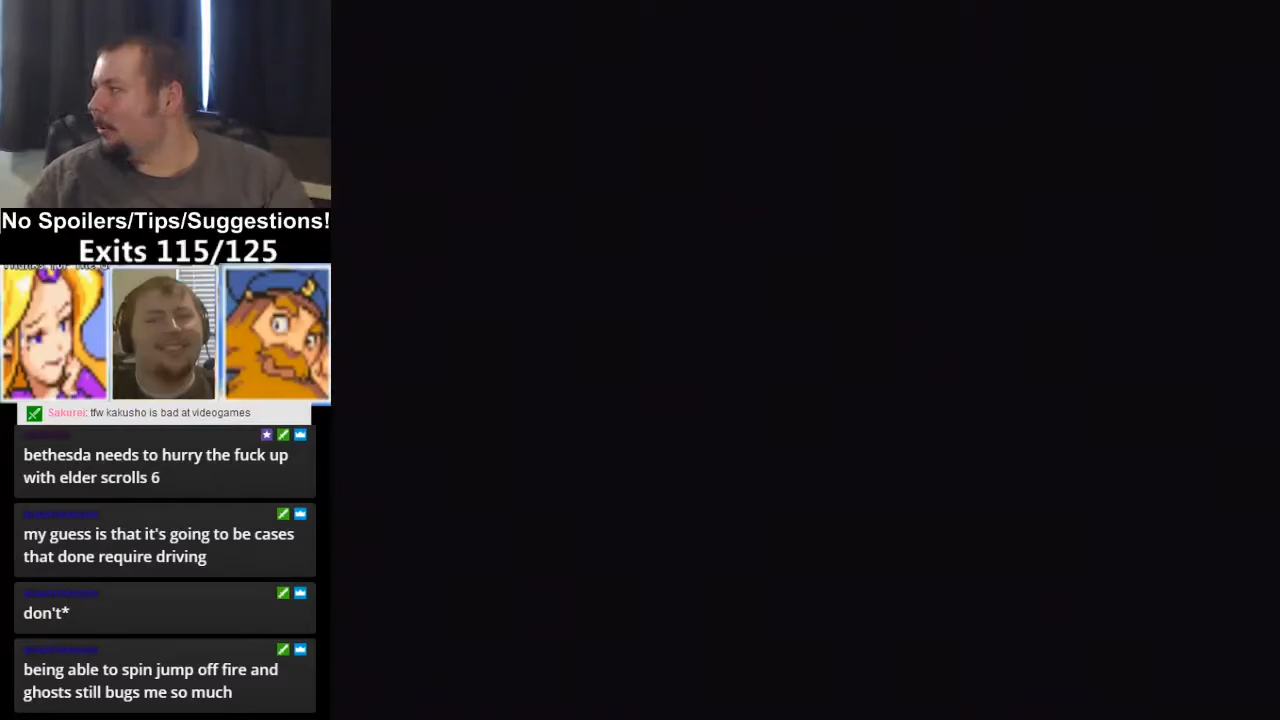 No Spoilers/Tips/Suggestions!
Exits 115/125
Sakurei: tfw kakusho is bad at videogames
bethesda needs to hurry the fuck up
with elder scrolls 6
my guess is that it's going to be cases
that done require driving
don't*
being able to spin jump off fire and
ghosts still bugs me so much